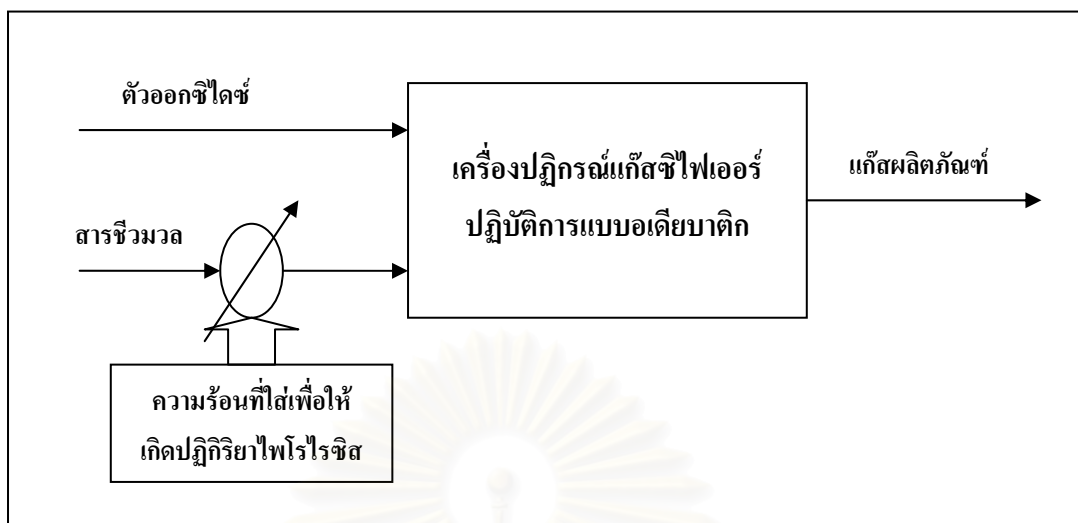 ตัวออกซิไดซ์
เครื่องปฏิกรณ์แก๊สซิไฟเออร์
ปฏิบัติการแบบอเดียบาติก
แก๊สผลิตภัณฑ์
สารชีวมวล
ความร้อนที่ใส่เพื่อให้
เกิดปฏิกิริยาไพโรไรซิส